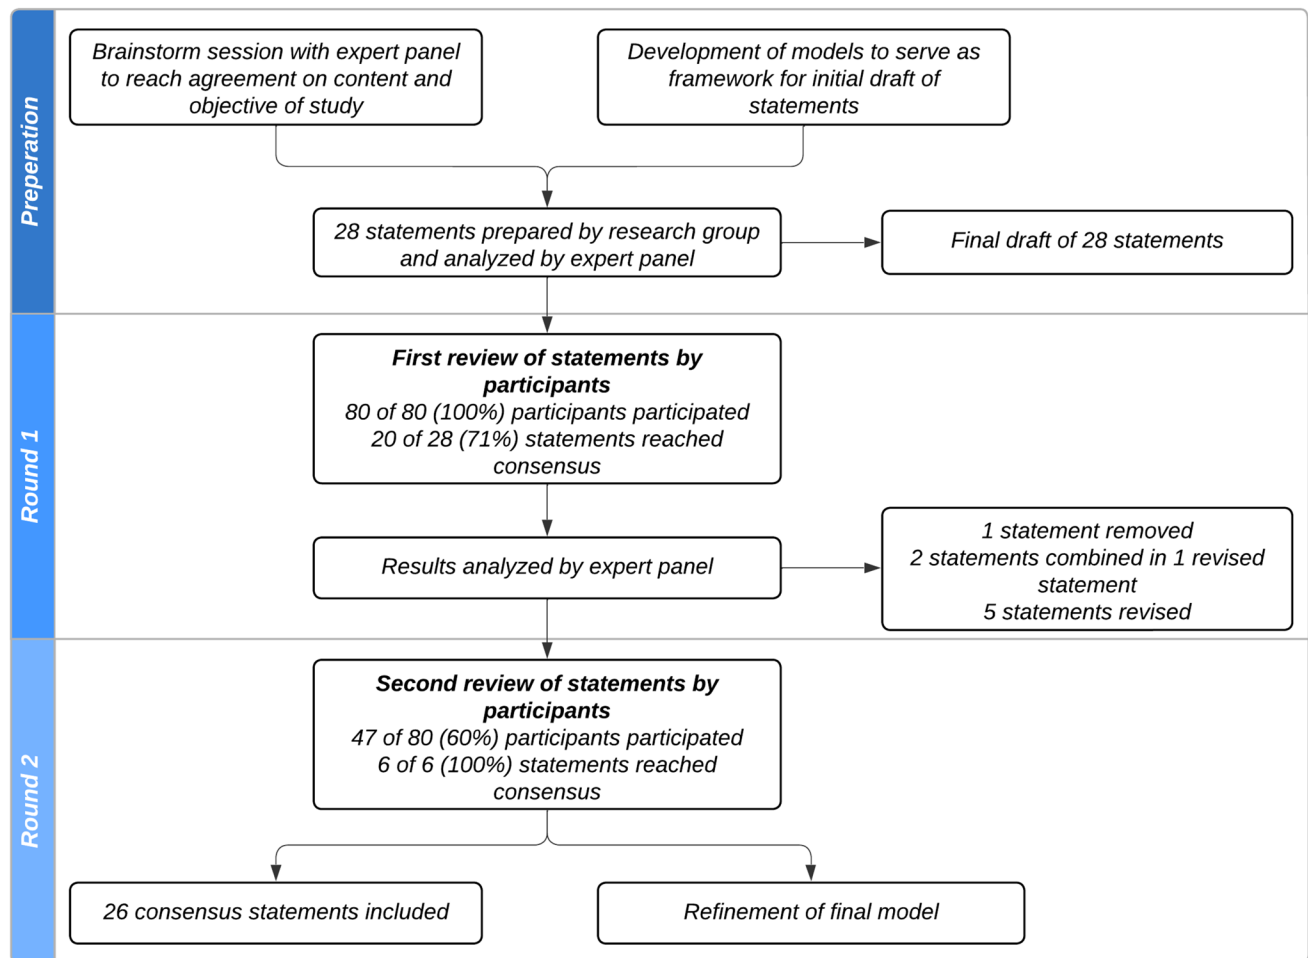 Preperation
Brainstorm session with expert panel
to reach agreement on content and
objective of study
Development of models to serve as
framework for initial draft of
statements
28 statements prepared by research group
and analyzed by expert panel
Final draft of 28 statements
Round 1
First review of statements by
participants
80 of 80 (100%) participants participated
20 of 28 (71%) statements reached
consensus
Results analyzed by expert panel
1 statement removed
2 statements combined in 1 revised
statement
5 statements revised
Round 2
Second review of statements by
participants
47 of 80 (60%) participants participated
6 of 6 (100%) statements reached
consensus
26 consensus statements included
Refinement of final model